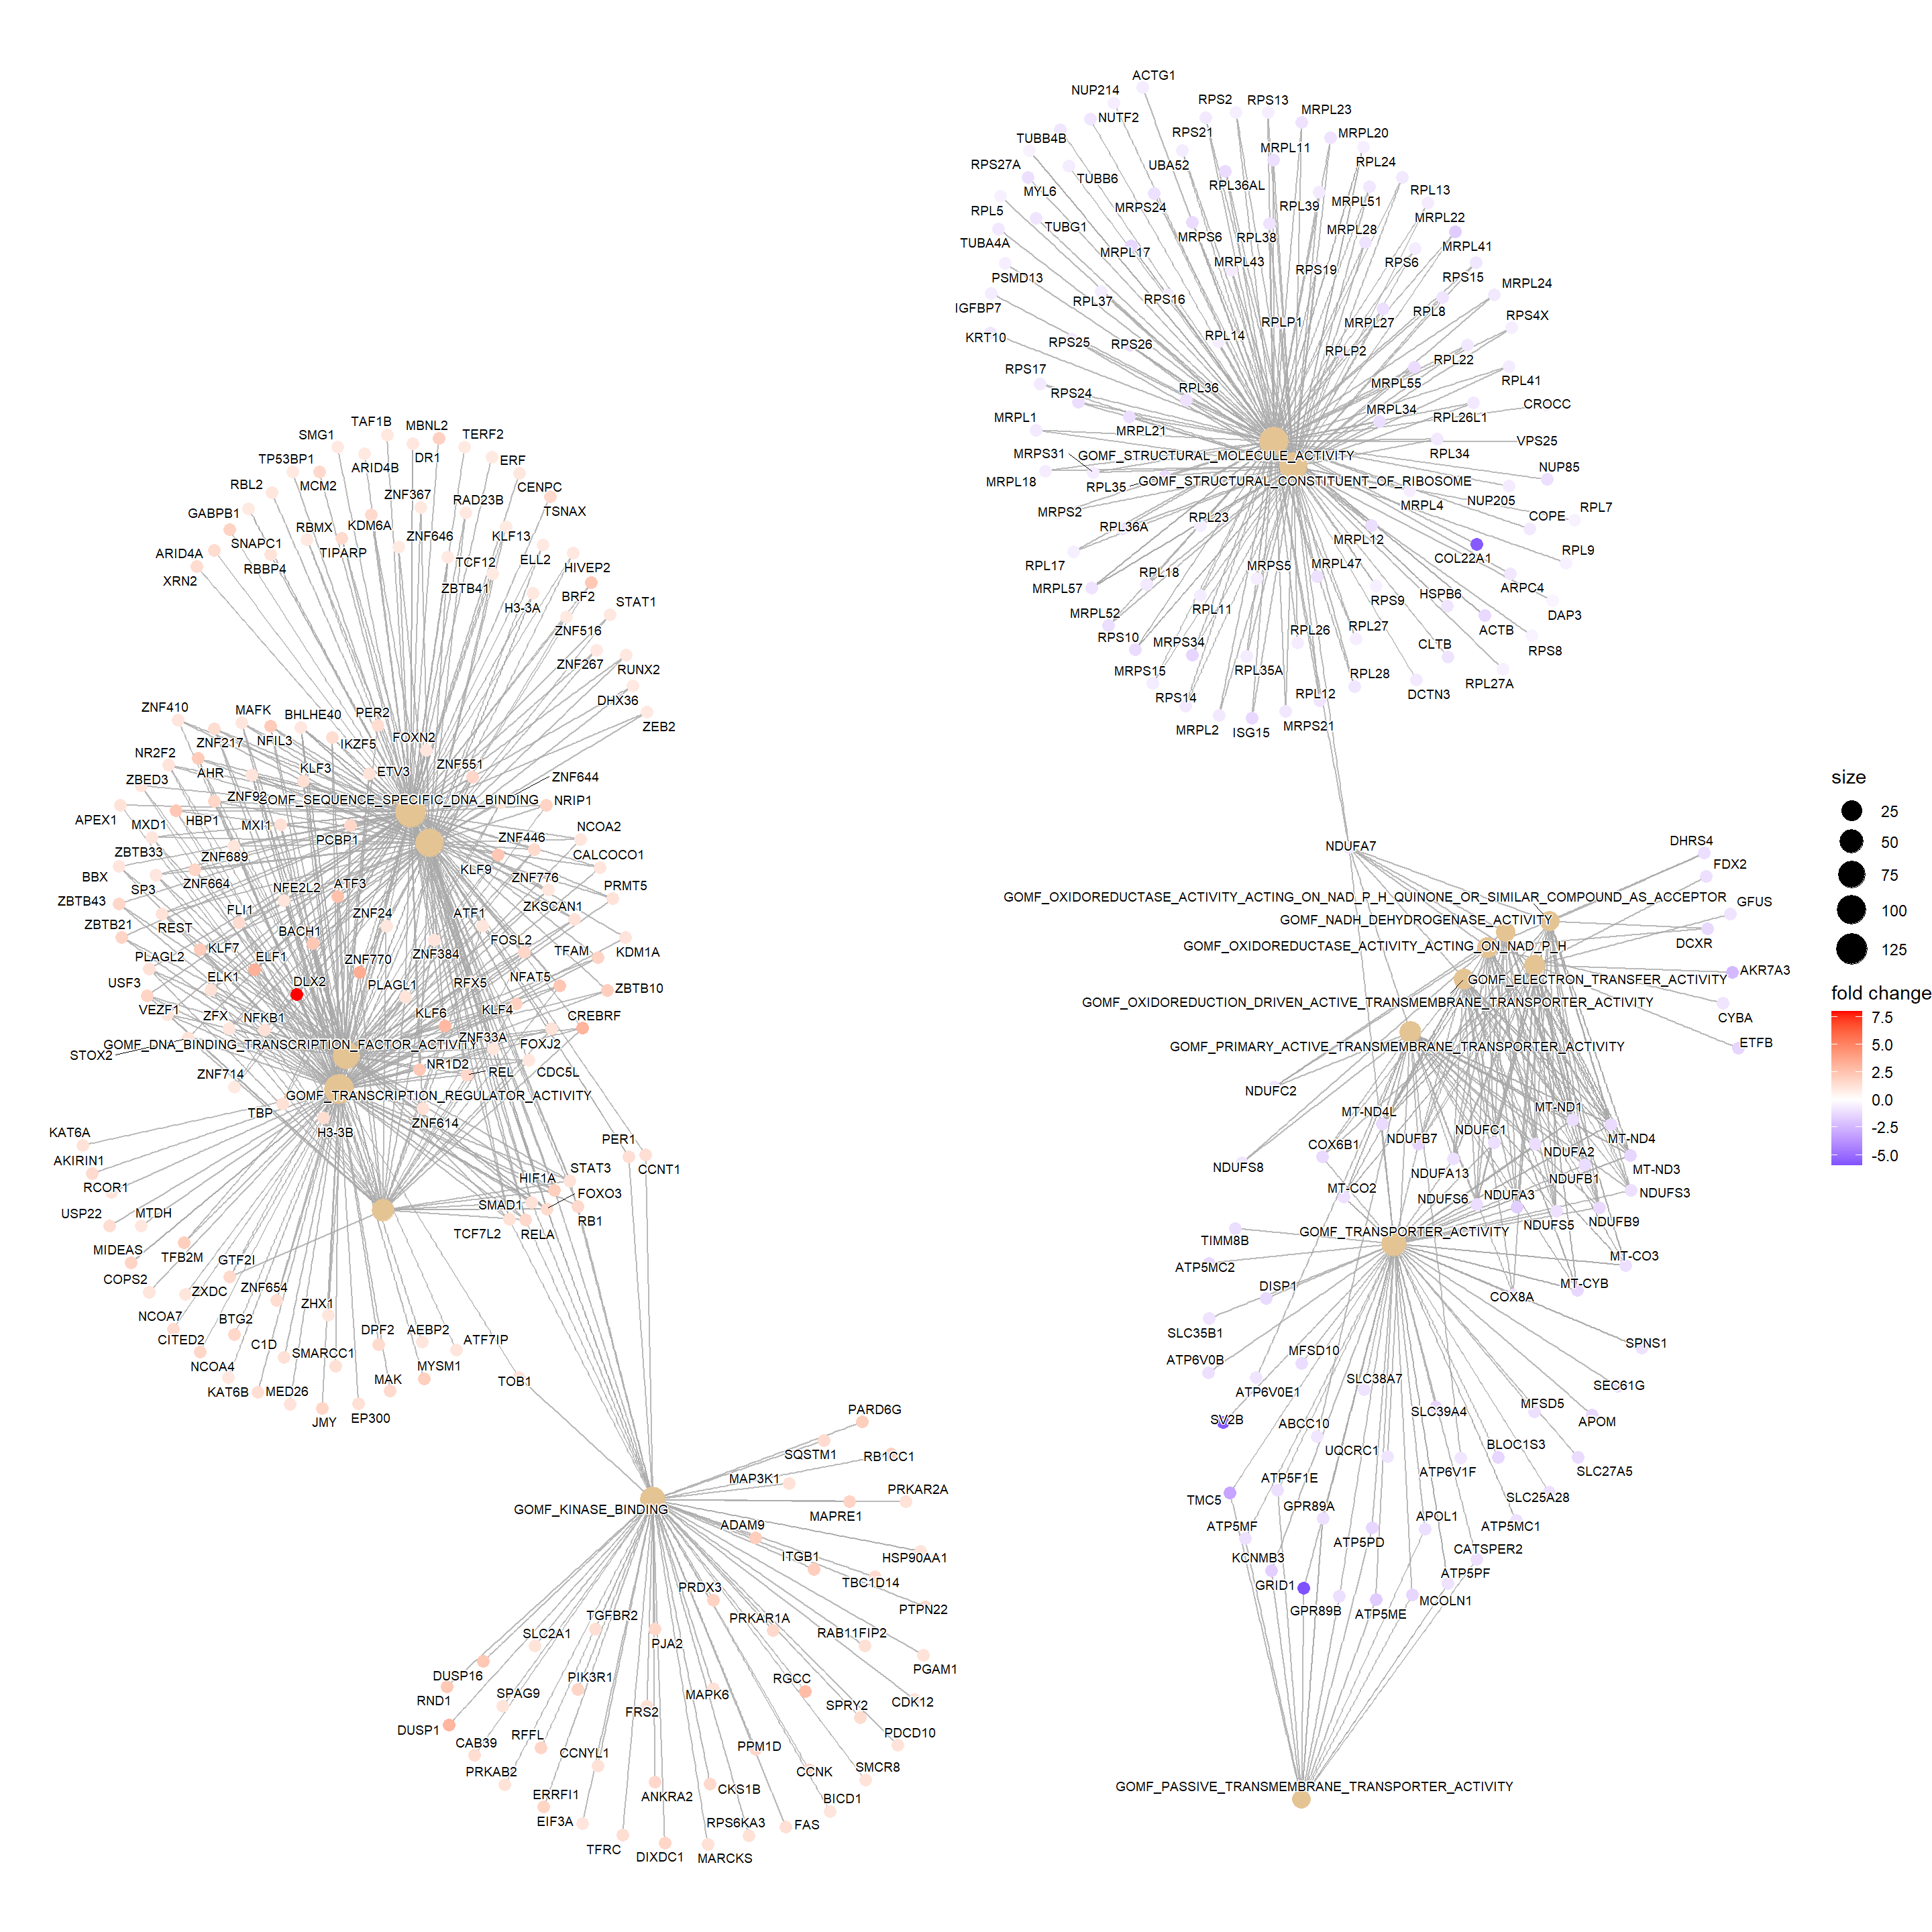 ACTG1
NUP214
NUTF2
RPS2
RPS13
MRPL23
TUBB4B
RPS21
MRPL20
RPS27A
TUBB6
UBA52
MRPL11
RPL24
MYL6
RPL36AL
RPL13
RPL5
MRPS24
RPL39
MRPL51
MRPL22
TUBG1
MRPS6
RPL38
MRPL28
MRPL41
TUBA4A
MRPL17
MRPL43
RPS19
RPS6
RPS15
MRPL24
PSMD13
RPL37
RPS16
IGFBP7
RPLP1
MRPL27
RPL8
RPS4X
KRT10
RPS25
RPS26
RPL14
RPLP2
RPL22
RPS17
RPS24
RPL36
MRPL55
RPL41
MRPL1
MRPL21
MRPL34
RPL26L1
CROCC
MRPS31
GOMF_STRUCTURAL_MOLECULE_ACTIVITY
VPS25
RPL34
MRPL18
RPL35
GOMF_STRUCTURAL_CONSTITUENT_OF_RIBOSOME
NUP85
MRPS2
RPL36A
RPL23
MRPL4
NUP205
COPE
RPL7
MRPL12
COL22A1
RPL9
RPL17
MRPL57
RPL18
MRPS5
MRPL47
RPS9
HSPB6
ARPC4
DAP3
MRPL52
RPL11
RPS10
MRPS34
RPL26
RPL27
CLTB
ACTB
RPS8
MRPS15
RPL35A
RPL28
DCTN3
RPL27A
RPS14
RPL12
MRPL2
ISG15
MRPS21
TAF1B
MBNL2
SMG1
DR1
TERF2
TP53BP1
ARID4B
ERF
RBL2
MCM2
ZNF367
RAD23B
CENPC
GABPB1
RBMX
KDM6A
TSNAX
SNAPC1
TIPARP
ZNF646
KLF13
ARID4A
RBBP4
TCF12
ELL2
HIVEP2
XRN2
ZBTB41
H3-3A
BRF2
STAT1
ZNF516
ZNF267
RUNX2
DHX36
ZEB2
ZNF410
MAFK
BHLHE40
PER2
NR2F2
ZNF217
NFIL3
IKZF5
FOXN2
ZBED3
AHR
KLF3
ETV3
ZNF551
ZNF644
ZNF92
OMF_SEQUENCE_SPECIFIC_DNA_BINDING
NRIP1
APEX1
MXD1
HBP1
MXI1
PCBP1
ZNF446
NCOA2
ZBTB33
ZNF689
KLF9
CALCOCO1
BBX
SP3
ZNF664
NFE2L2
ATF3
ZNF776
PRMT5
ZBTB43
FLI1
ZNF24
ATF1
ZKSCAN1
ZBTB21
REST
BACH1
FOSL2
KDM1A
PLAGL2
KLF7
ELF1
ZNF770
ZNF384
TFAM
USF3
ELK1
DLX2
PLAGL1
RFX5
NFAT5
ZBTB10
VEZF1
ZFX
NFKB1
KLF6
KLF4
CREBRF
STOX2
GOMF_DNA_BINDING_TRANSCRIPTION_FACTOR_ACTIVITY
ZNF33A
FOXJ2
ZNF714
NR1D2
REL
CDC5L
GOMF_TRANSCRIPTION_REGULATOR_ACTIVITY
TBP
H3-3B
ZNF614
KAT6A
AKIRIN1
RCOR1
PER1
CCNT1
STAT3
HIF1A
FOXO3
USP22
MTDH
SMAD1
RB1
TCF7L2
RELA
MIDEAS
TFB2M
GTF2I
COPS2
ZXDC
ZNF654
NCOA7
BTG2
ZHX1
CITED2
C1D
DPF2
AEBP2
ATF7IP
NCOA4
SMARCC1
MYSM1
KAT6B
MED26
MAK
TOB1
JMY
EP300
PARD6G
SQSTM1
RB1CC1
MAP3K1
PRKAR2A
GOMF_KINASE_BINDING
MAPRE1
ADAM9
ITGB1
HSP90AA1
TBC1D14
PRDX3
PTPN22
TGFBR2
PRKAR1A
SLC2A1
PJA2
RAB11FIP2
DUSP16
PIK3R1
RGCC
PGAM1
RND1
SPAG9
MAPK6
SPRY2
CDK12
DUSP1
FRS2
CAB39
RFFL
PDCD10
CCNYL1
PPM1D
PRKAB2
CCNK
SMCR8
ERRFI1
ANKRA2
CKS1B
BICD1
EIF3A
RPS6KA3
FAS
TFRC
DIXDC1
MARCKS
NDUFA7
DHRS4
FDX2
GOMF_OXIDOREDUCTASE_ACTIVITY_ACTING_ON_NAD_P_H_QUINONE_OR_SIMILAR_COMPOUND_AS_ACCEPTOR
GFUS
GOMF_NADH_DEHYDROGENASE_ACTIVITY
DCXR
GOMF_OXIDOREDUCTASE_ACTIVITY_ACTING_ON_NAD_P_H
AKR7A3
GOMF_ELECTRON_TRANSFER_ACTIVITY
GOMF_OXIDOREDUCTION_DRIVEN_ACTIVE_TRANSMEMBRANE_TRANSPORTER_ACTIVITY
CYBA
ETFB
GOMF_PRIMARY_ACTIVE_TRANSMEMBRANE_TRANSPORTER_ACTIVITY
NDUFC2
MT-ND4L
MT-ND1
COX6B1
NDUFB7
NDUFC1
MT-ND4
NDUFS8
NDUFA13
NDUFA2
MT-ND3
MT-CO2
NDUFS6
NDUFA3
NDUFB1
NDUFS3
GOMF_TRANSPORTER_ACTIVITY
NDUFS5
NDUFB9
TIMM8B
MT-CO3
ATP5MC2
DISP1
COX8A
MT-CYB
SLC35B1
SPNS1
ATP6V0B
MFSD10
ATP6V0E1
SLC38A7
SEC61G
SV2B
ABCC10
SLC39A4
MFSD5
APOM
UQCRC1
BLOC1S3
ATP5F1E
ATP6V1F
SLC27A5
TMC5
GPR89A
SLC25A28
ATP5MF
APOL1
ATP5MC1
KCNMB3
ATP5PD
CATSPER2
GRID1
ATP5PF
GPR89B
ATP5ME
MCOLN1
GOMF_PASSIVE_TRANSMEMBRANE_TRANSPORTER_ACTIVITY
size
25
50
75
100
125
fold change
7.5
5.0
2.5
0.0
-2.5
-5.0